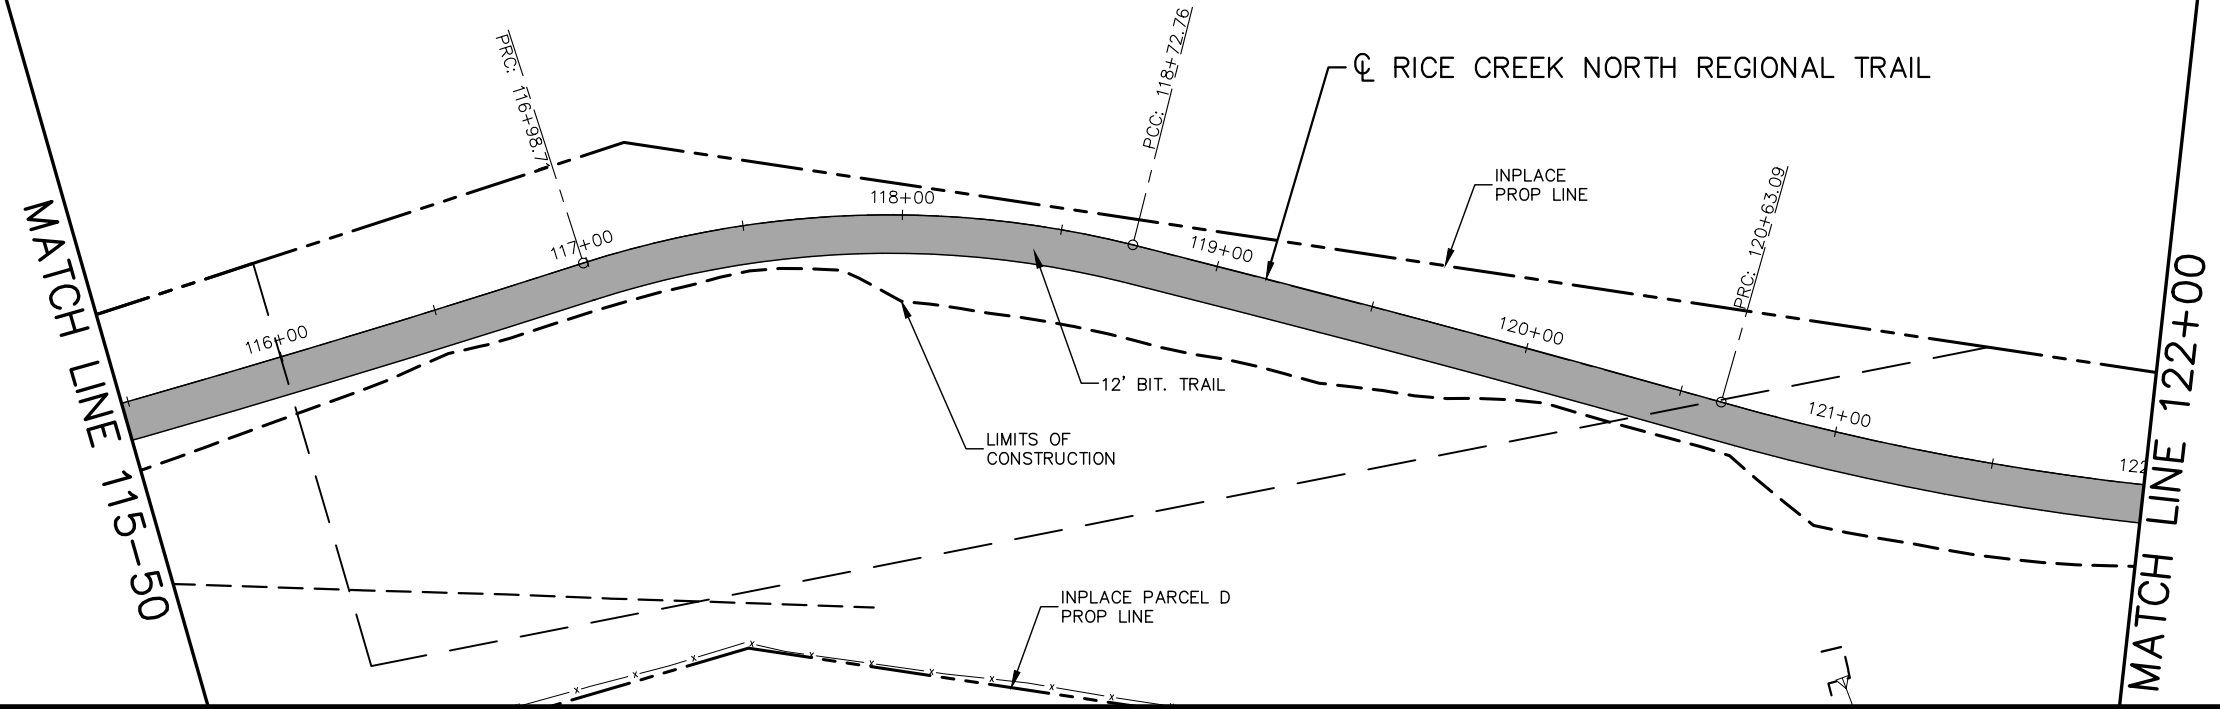 PRC: 116+98.7
PCC: 118+72.76
℄ RICE CREEK NORTH REGIONAL TRAIL
INPLACE
PROP LINE
PRC: 120+63.09
118+00
117+00
119+00
116+00
120+00
121+00
122
12' BIT. TRAIL
LIMITS OF
CONSTRUCTION
INPLACE PARCEL D
PROP LINE
MATCH LINE 115+50
MATCH LINE 122+00